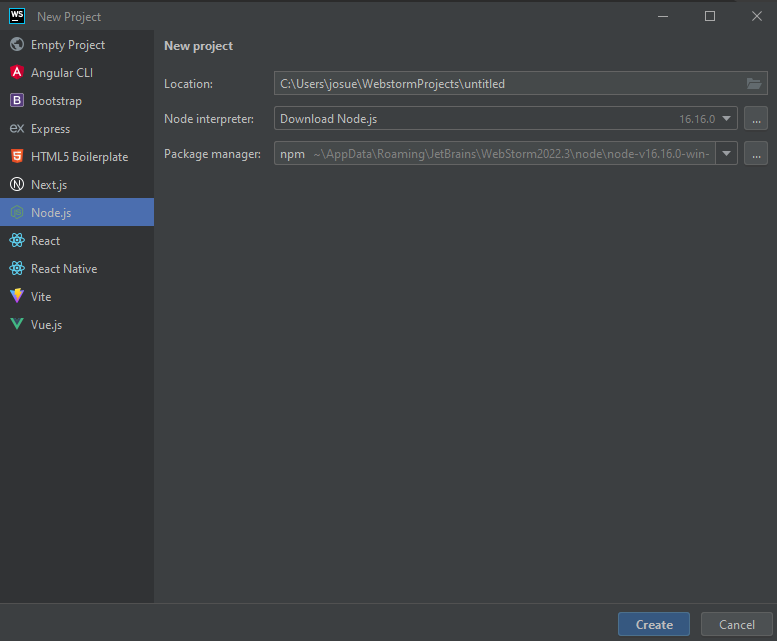 WS New Project
Empty Project
Angular CLI
Bootstrap
ex Express
HTML5 Boilerplate
Next.js
Node.js
React
React Native
Vite
Vue.js
New project
Location: C:\Users\josue\WebstormProjects\untitled
Node interpreter: Download Node.js 16.16.0 ...
Package manager: npm ~\AppData\Roaming\JetBrains\WebStorm2022.3\node\node-v16.16.0-win- ...
Create Cancel